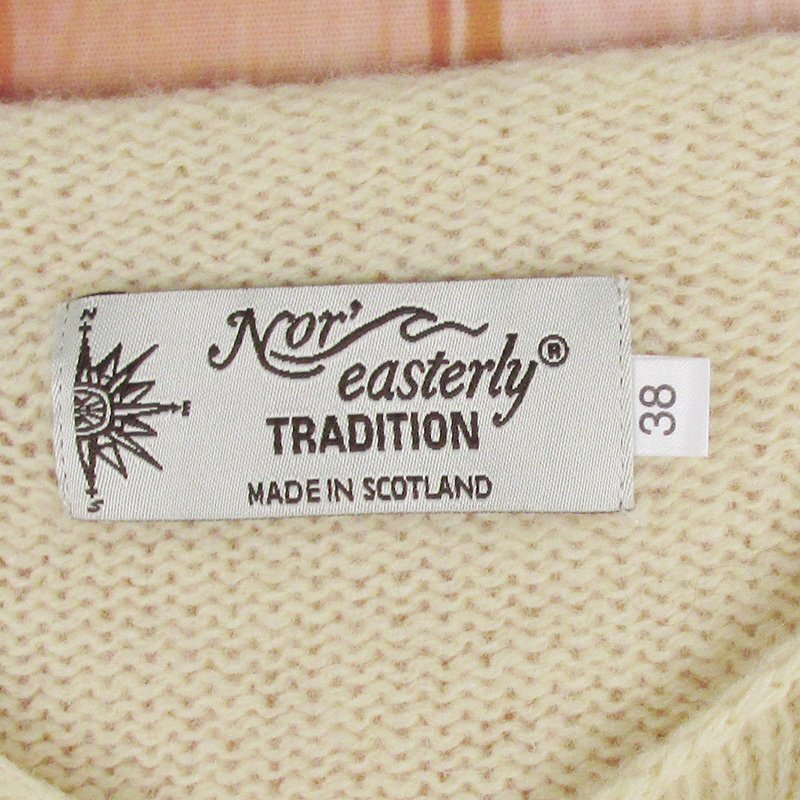 Nor'
easterly®
TRADITION
MADE IN SCOTLAND
N
E
S
38